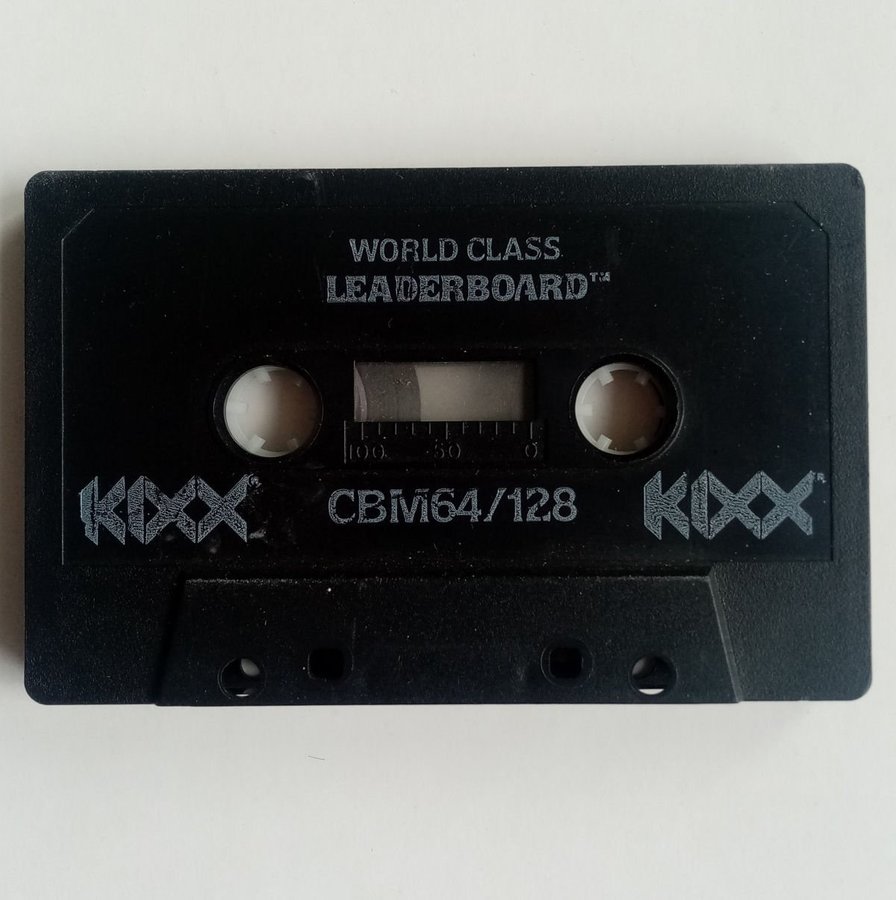 WORLD CLASS
LEADERBOARD™
100 50 0
KIXX® CBM64/128 KIXX®